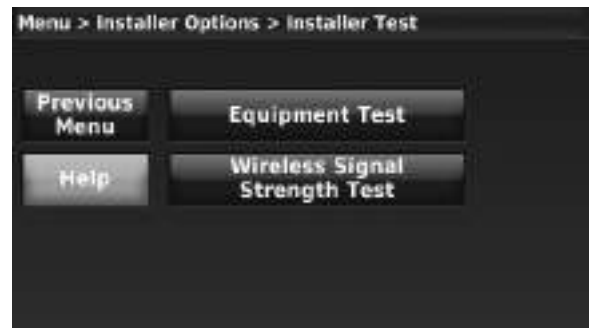 Menu > Installer Options > Installer Test
Previous
Menu
Equipment Test
Help
Wireless Signal
Strength Test